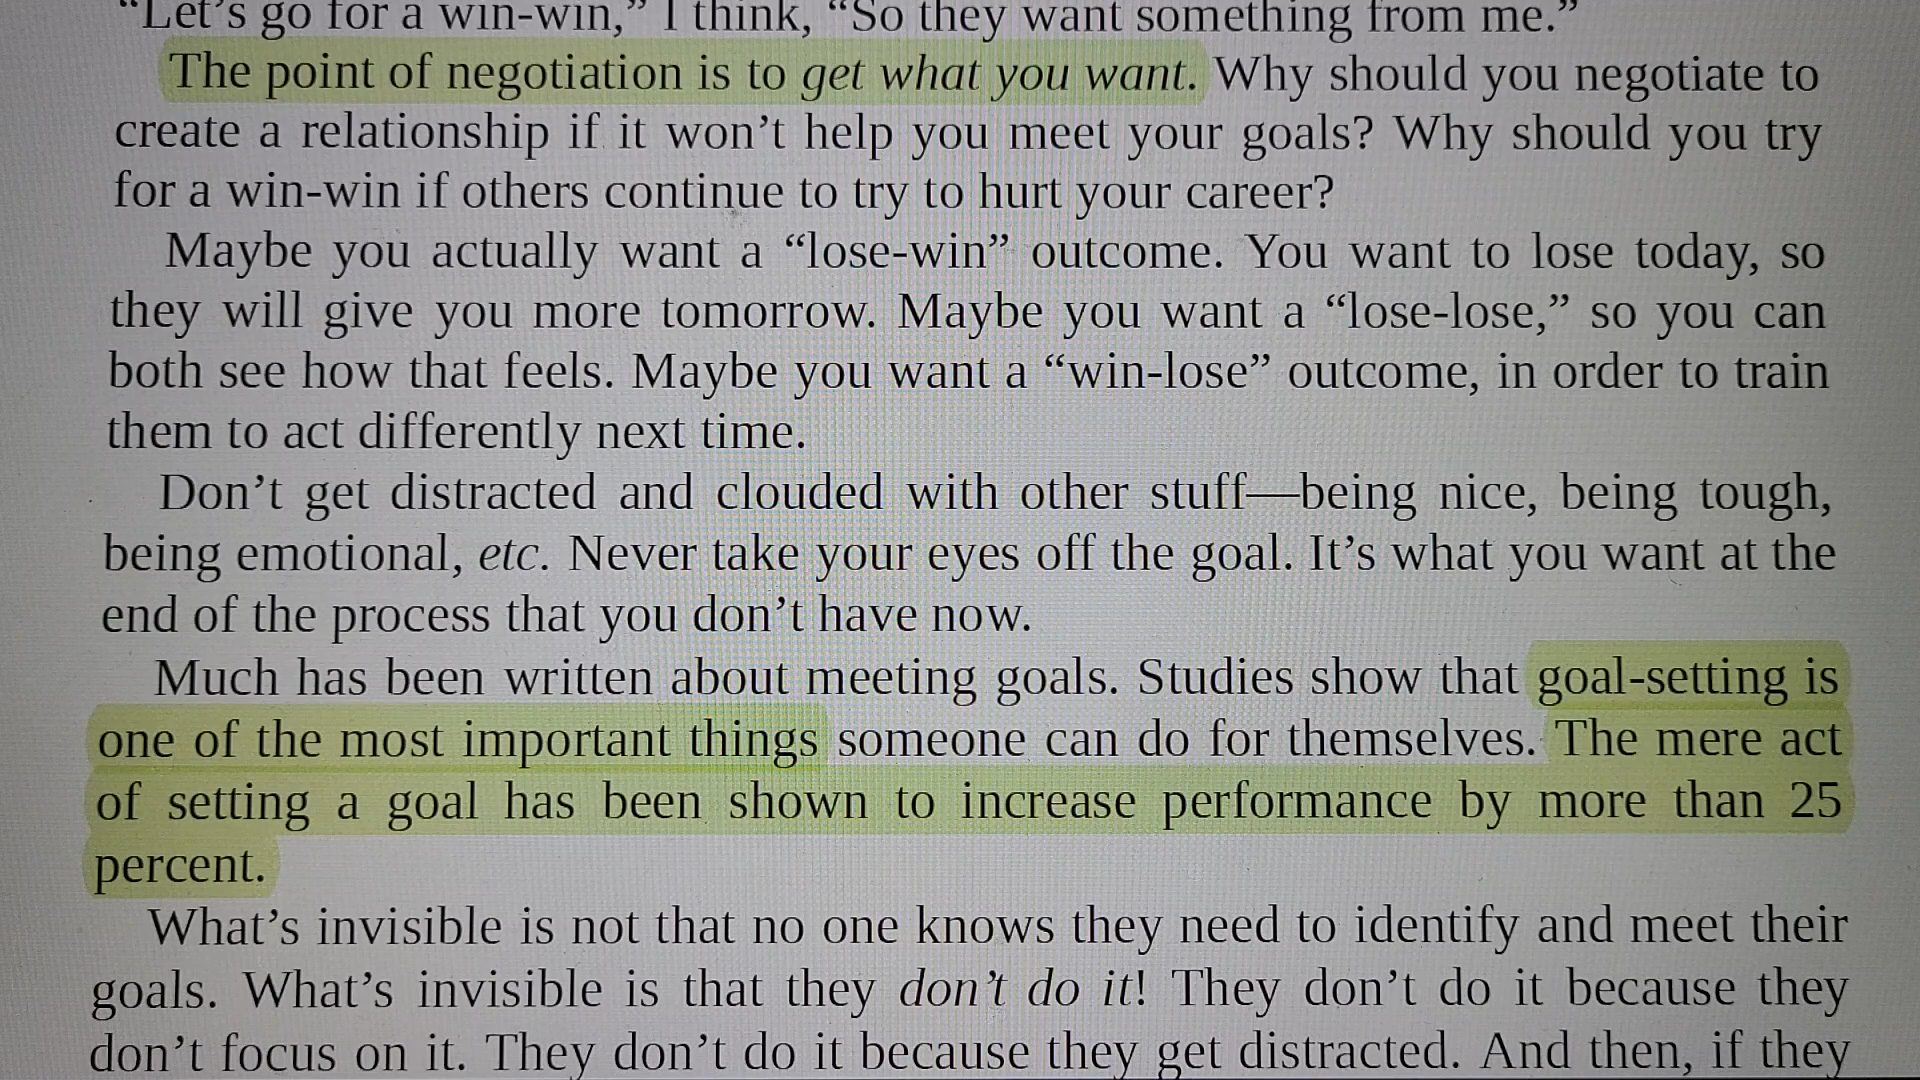 “Let’s go for a win-win,” I think, “So they want something from me.”
The point of negotiation is to get what you want. Why should you negotiate to
create a relationship if it won’t help you meet your goals? Why should you try
for a win-win if others continue to try to hurt your career?
Maybe you actually want a “lose-win” outcome. You want to lose today, so
they will give you more tomorrow. Maybe you want a “lose-lose,” so you can
both see how that feels. Maybe you want a “win-lose” outcome, in order to train
them to act differently next time.
Don’t get distracted and clouded with other stuff—being nice, being tough,
being emotional, etc. Never take your eyes off the goal. It’s what you want at the
end of the process that you don’t have now.
Much has been written about meeting goals. Studies show that goal-setting is
one of the most important things someone can do for themselves. The mere act
of setting a goal has been shown to increase performance by more than 25
percent.
What’s invisible is not that no one knows they need to identify and meet their
goals. What’s invisible is that they don’t do it! They don’t do it because they
don’t focus on it. They don’t do it because they get distracted. And then, if they